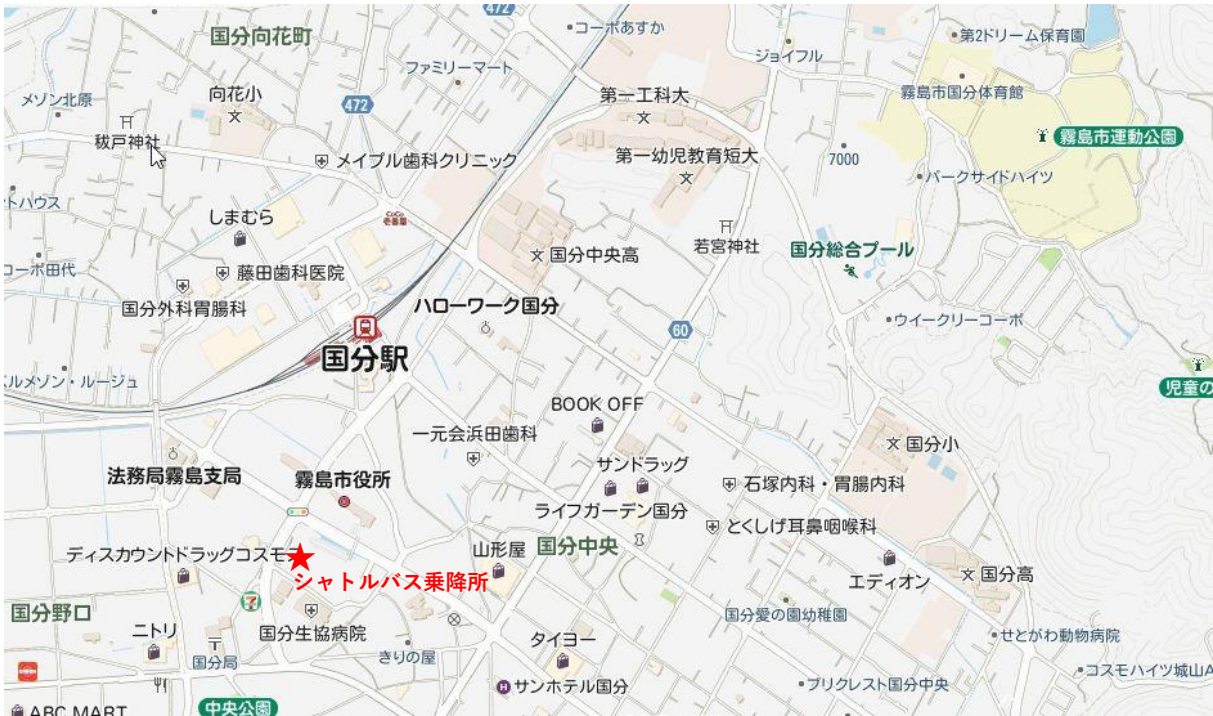 472
コーポあすか
国分向花町
ジョイフル
第2ドリーム保育園
ファミリーマート
メゾン北原
向花小
472
第一工科大
霧島市国分体育館
秡戸神社
霧島市運動公園
メイプル歯科クリニック
第一幼児教育短大
7000
パークサイドハイツ
トハウス
CoCo
壱番屋
しまむら
若宮神社
国分総合プール
国分中央高
コーポ田代
藤田歯科医院
国分外科胃腸科
ハローワーク国分
60
ウイークリーコーポ
国分駅
ベルメゾン・ルージュ
児童の
BOOK OFF
一元会浜田歯科
国分小
サンドラッグ
法務局霧島支局
霧島市役所
石塚内科・胃腸内科
ライフガーデン国分
とくしげ耳鼻咽喉科
ディスカウントドラッグコスモス
山形屋
国分中央
シャトルバス乗降所
エディオン
国分高
国分野口
7
国分愛の園幼稚園
ニトリ
国分生協病院
タイヨー
せとがわ動物病院
国分局
きりの屋
コスモハイツ城山A
H サンホテル国分
プリクレスト国分中央
中央公園
ABC MART